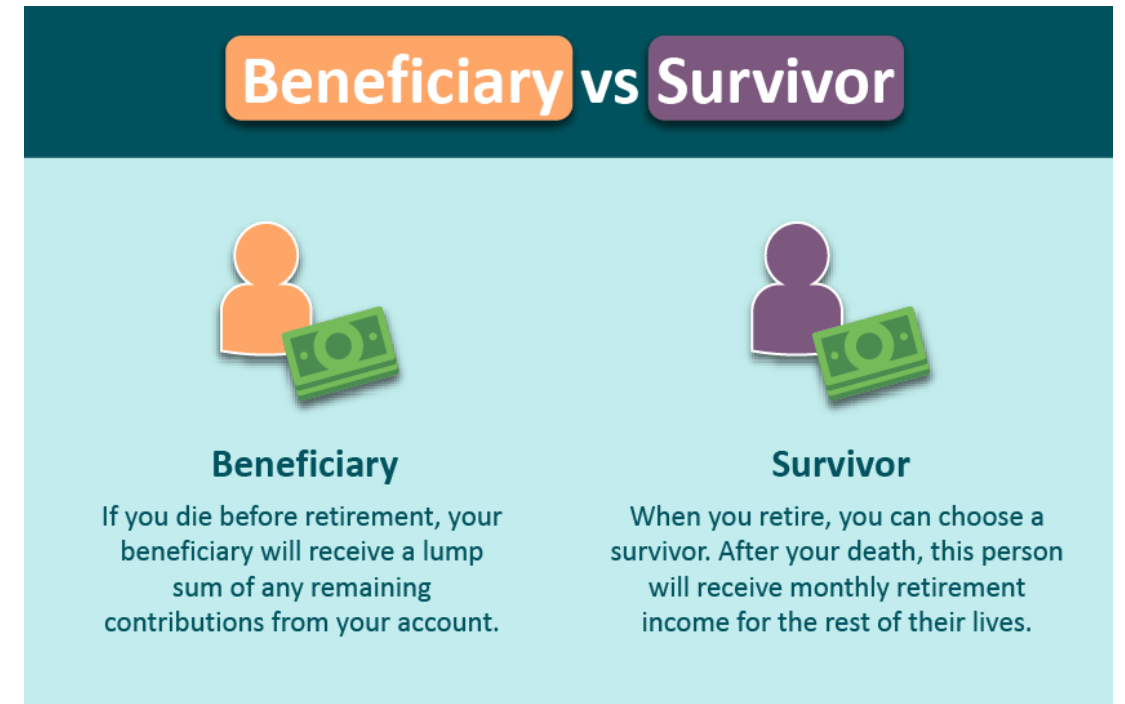 Beneficiary vs Survivor
Beneficiary
If you die before retirement, your
beneficiary will receive a lump
sum of any remaining
contributions from your account.
Survivor
When you retire, you can choose a
survivor. After your death, this person
will receive monthly retirement
income for the rest of their lives.